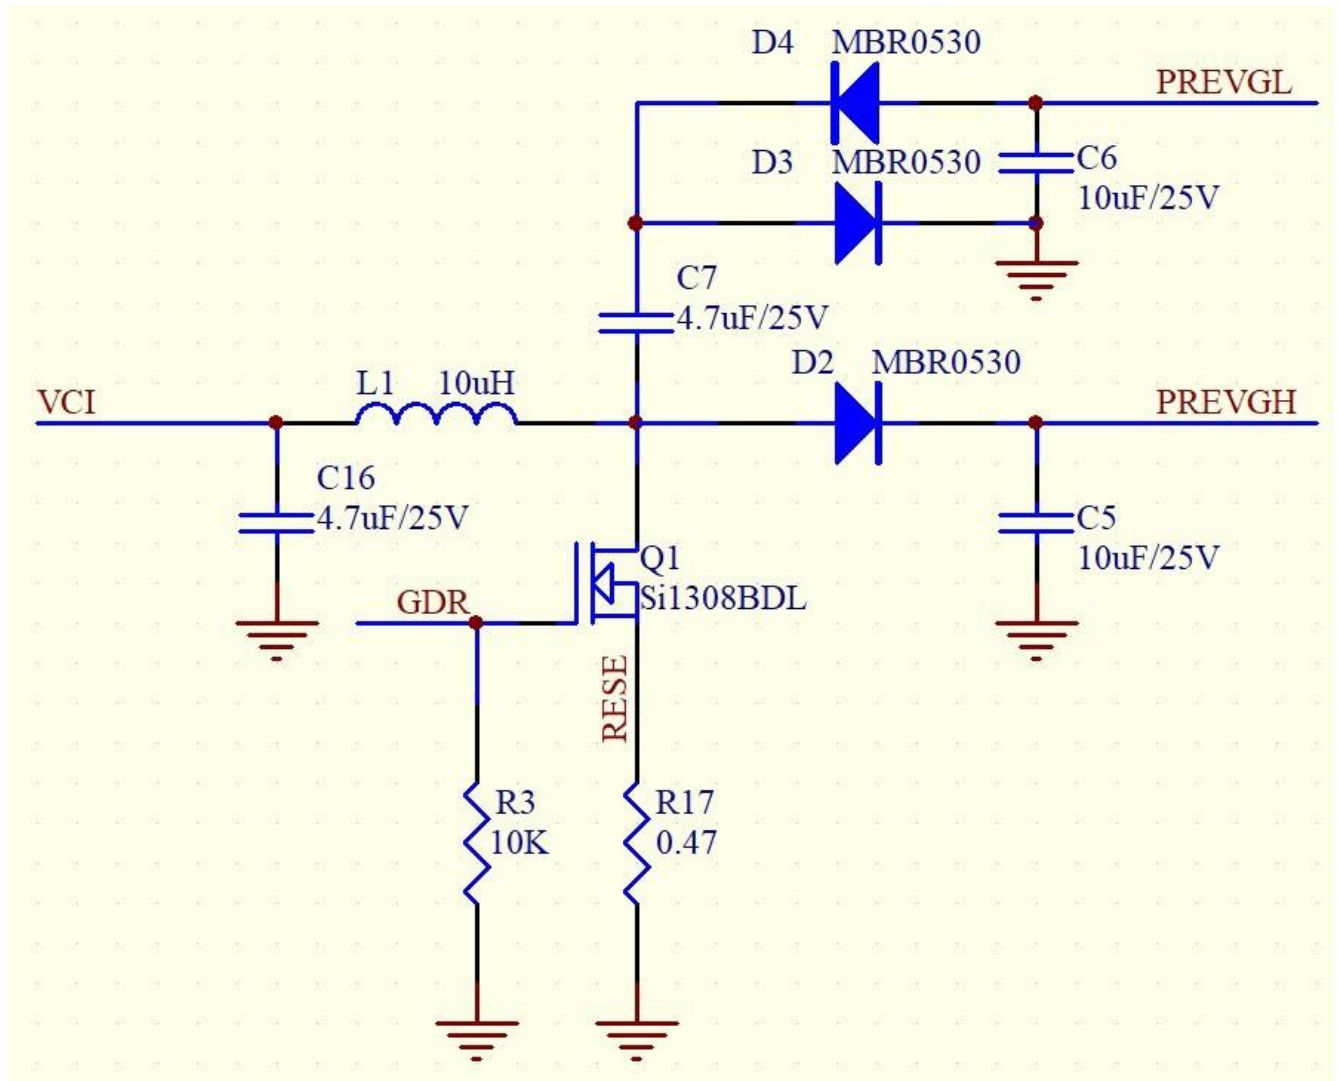 D4 MBR0530
PREVGL
D3 MBR0530
C6
10uF/25V
C7
4.7uF/25V
D2 MBR0530
L1 10uH
VCI
PREVGH
C16
4.7uF/25V
C5
10uF/25V
Q1
Si1308BDL
GDR
RESE
R3
10K
R17
0.47